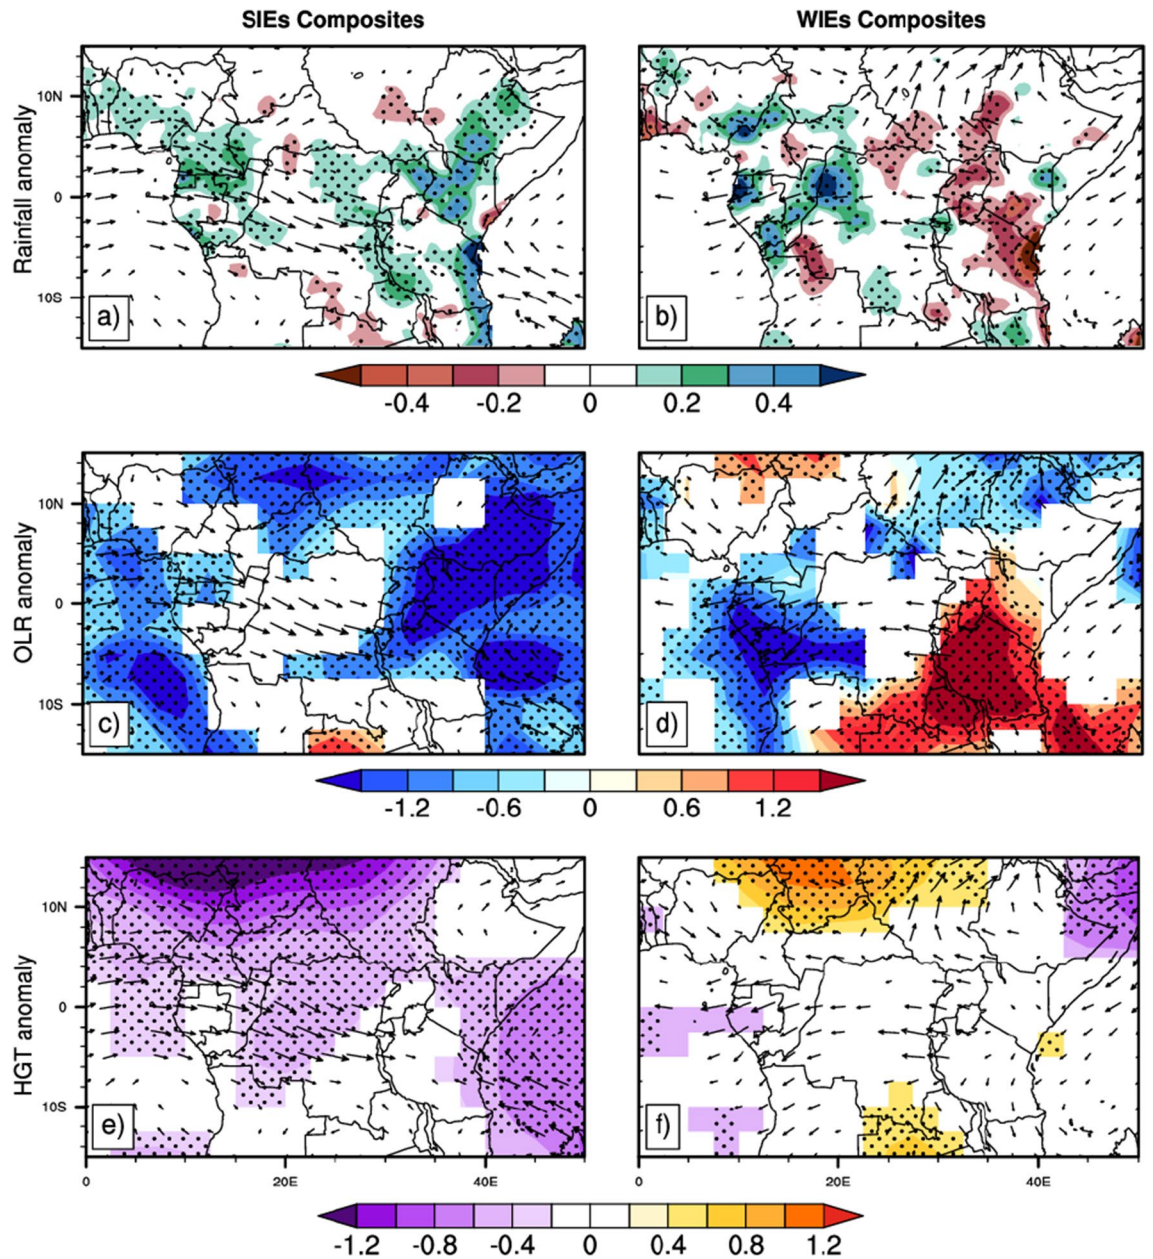 SIEs Composites WIEs Composites
Rainfall anomaly
10N
0
10S
a) b)
-0.4 -0.2 0 0.2 0.4
OLR anomaly
10N
0
10S
c) d)
-1.2 -0.6 0 0.6 1.2
HGT anomaly
10N
0
10S
e) f)
0 20E 40E 0 20E 40E
-1.2 -0.8 -0.4 0 0.4 0.8 1.2